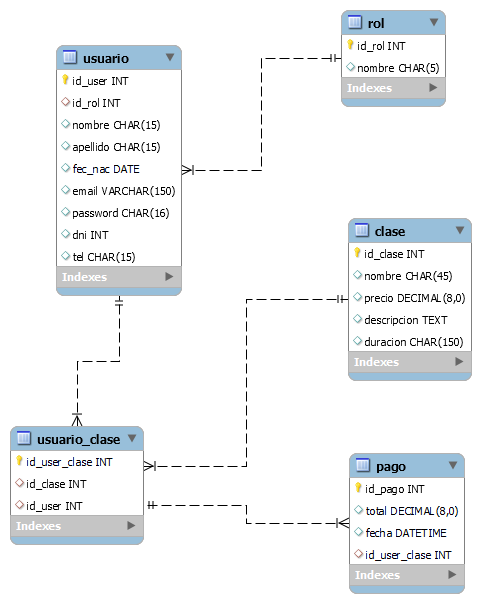 usuario
id_user INT
id_rol INT
nombre CHAR(15)
apellido CHAR(15)
fec_nac DATE
email VARCHAR(150)
password CHAR(16)
dni INT
tel CHAR(15)
Indexes
rol
id_rol INT
nombre CHAR(5)
Indexes
clase
id_clase INT
nombre CHAR(45)
precio DECIMAL(8,0)
descripcion TEXT
duracion CHAR(150)
Indexes
usuario_clase
id_user_clase INT
id_clase INT
id_user INT
Indexes
pago
id_pago INT
total DECIMAL(8,0)
fecha DATETIME
id_user_clase INT
Indexes